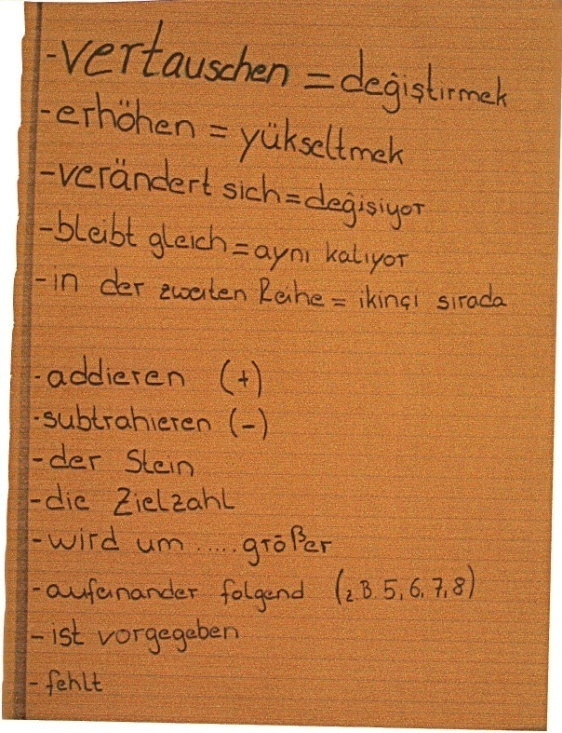 -vertauschen = değiştirmek
-erhöhen = yükseltmek
-verändert sich = değişiyor
-bleibt gleich = aynı kalıyor
-in der zweiten Reihe = ikinçi sırada
-addieren (+)
-subtrahieren (-)
-der Stein
-die Zielzahl
-wird um ..... größer
-aufeinander folgend (z.B. 5, 6, 7, 8)
-ist vorgegeben
-fehlt